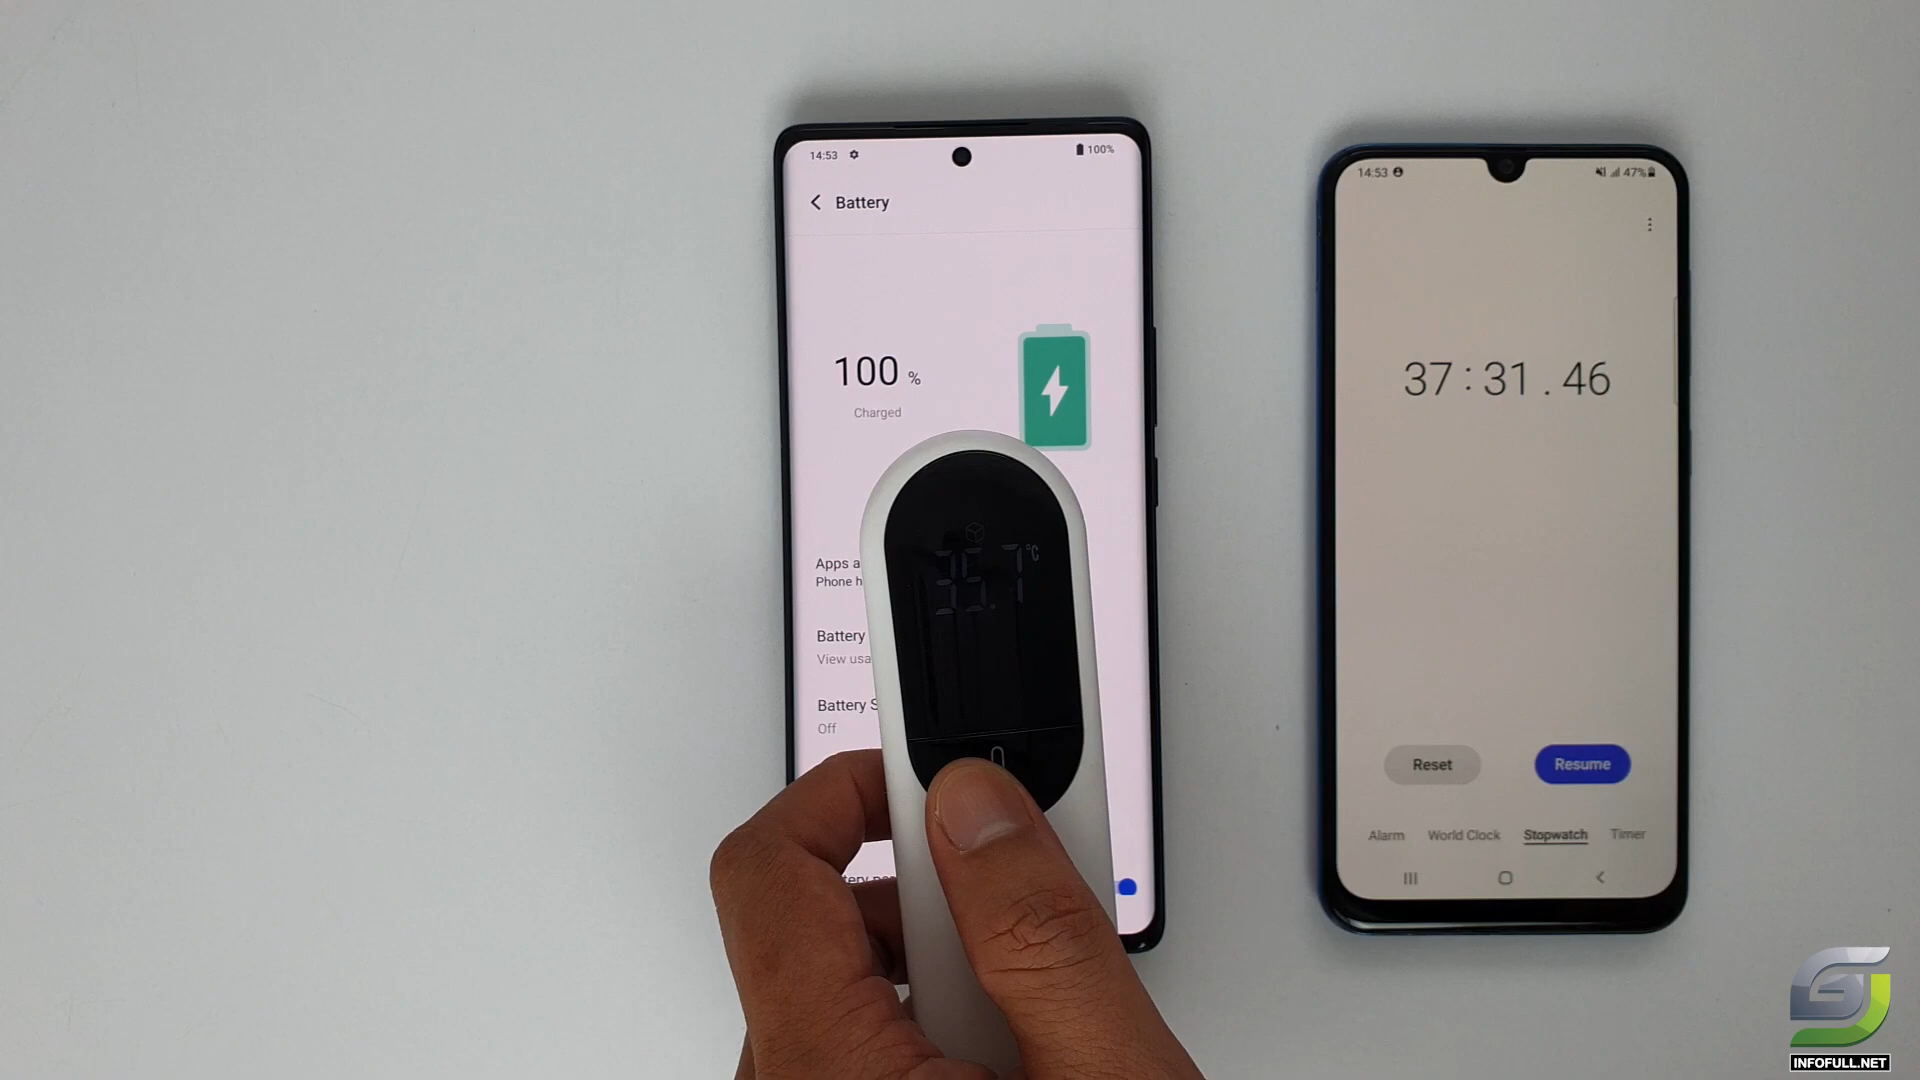 14:53
100%
Battery
100 %
Charged
35.7 °C
Apps a
Phone h
Battery
View usa
Battery S
Off
14:53
47%
37:31.46
Reset
Resume
Alarm
World Clock
Stopwatch
Timer
INFOFULL.NET